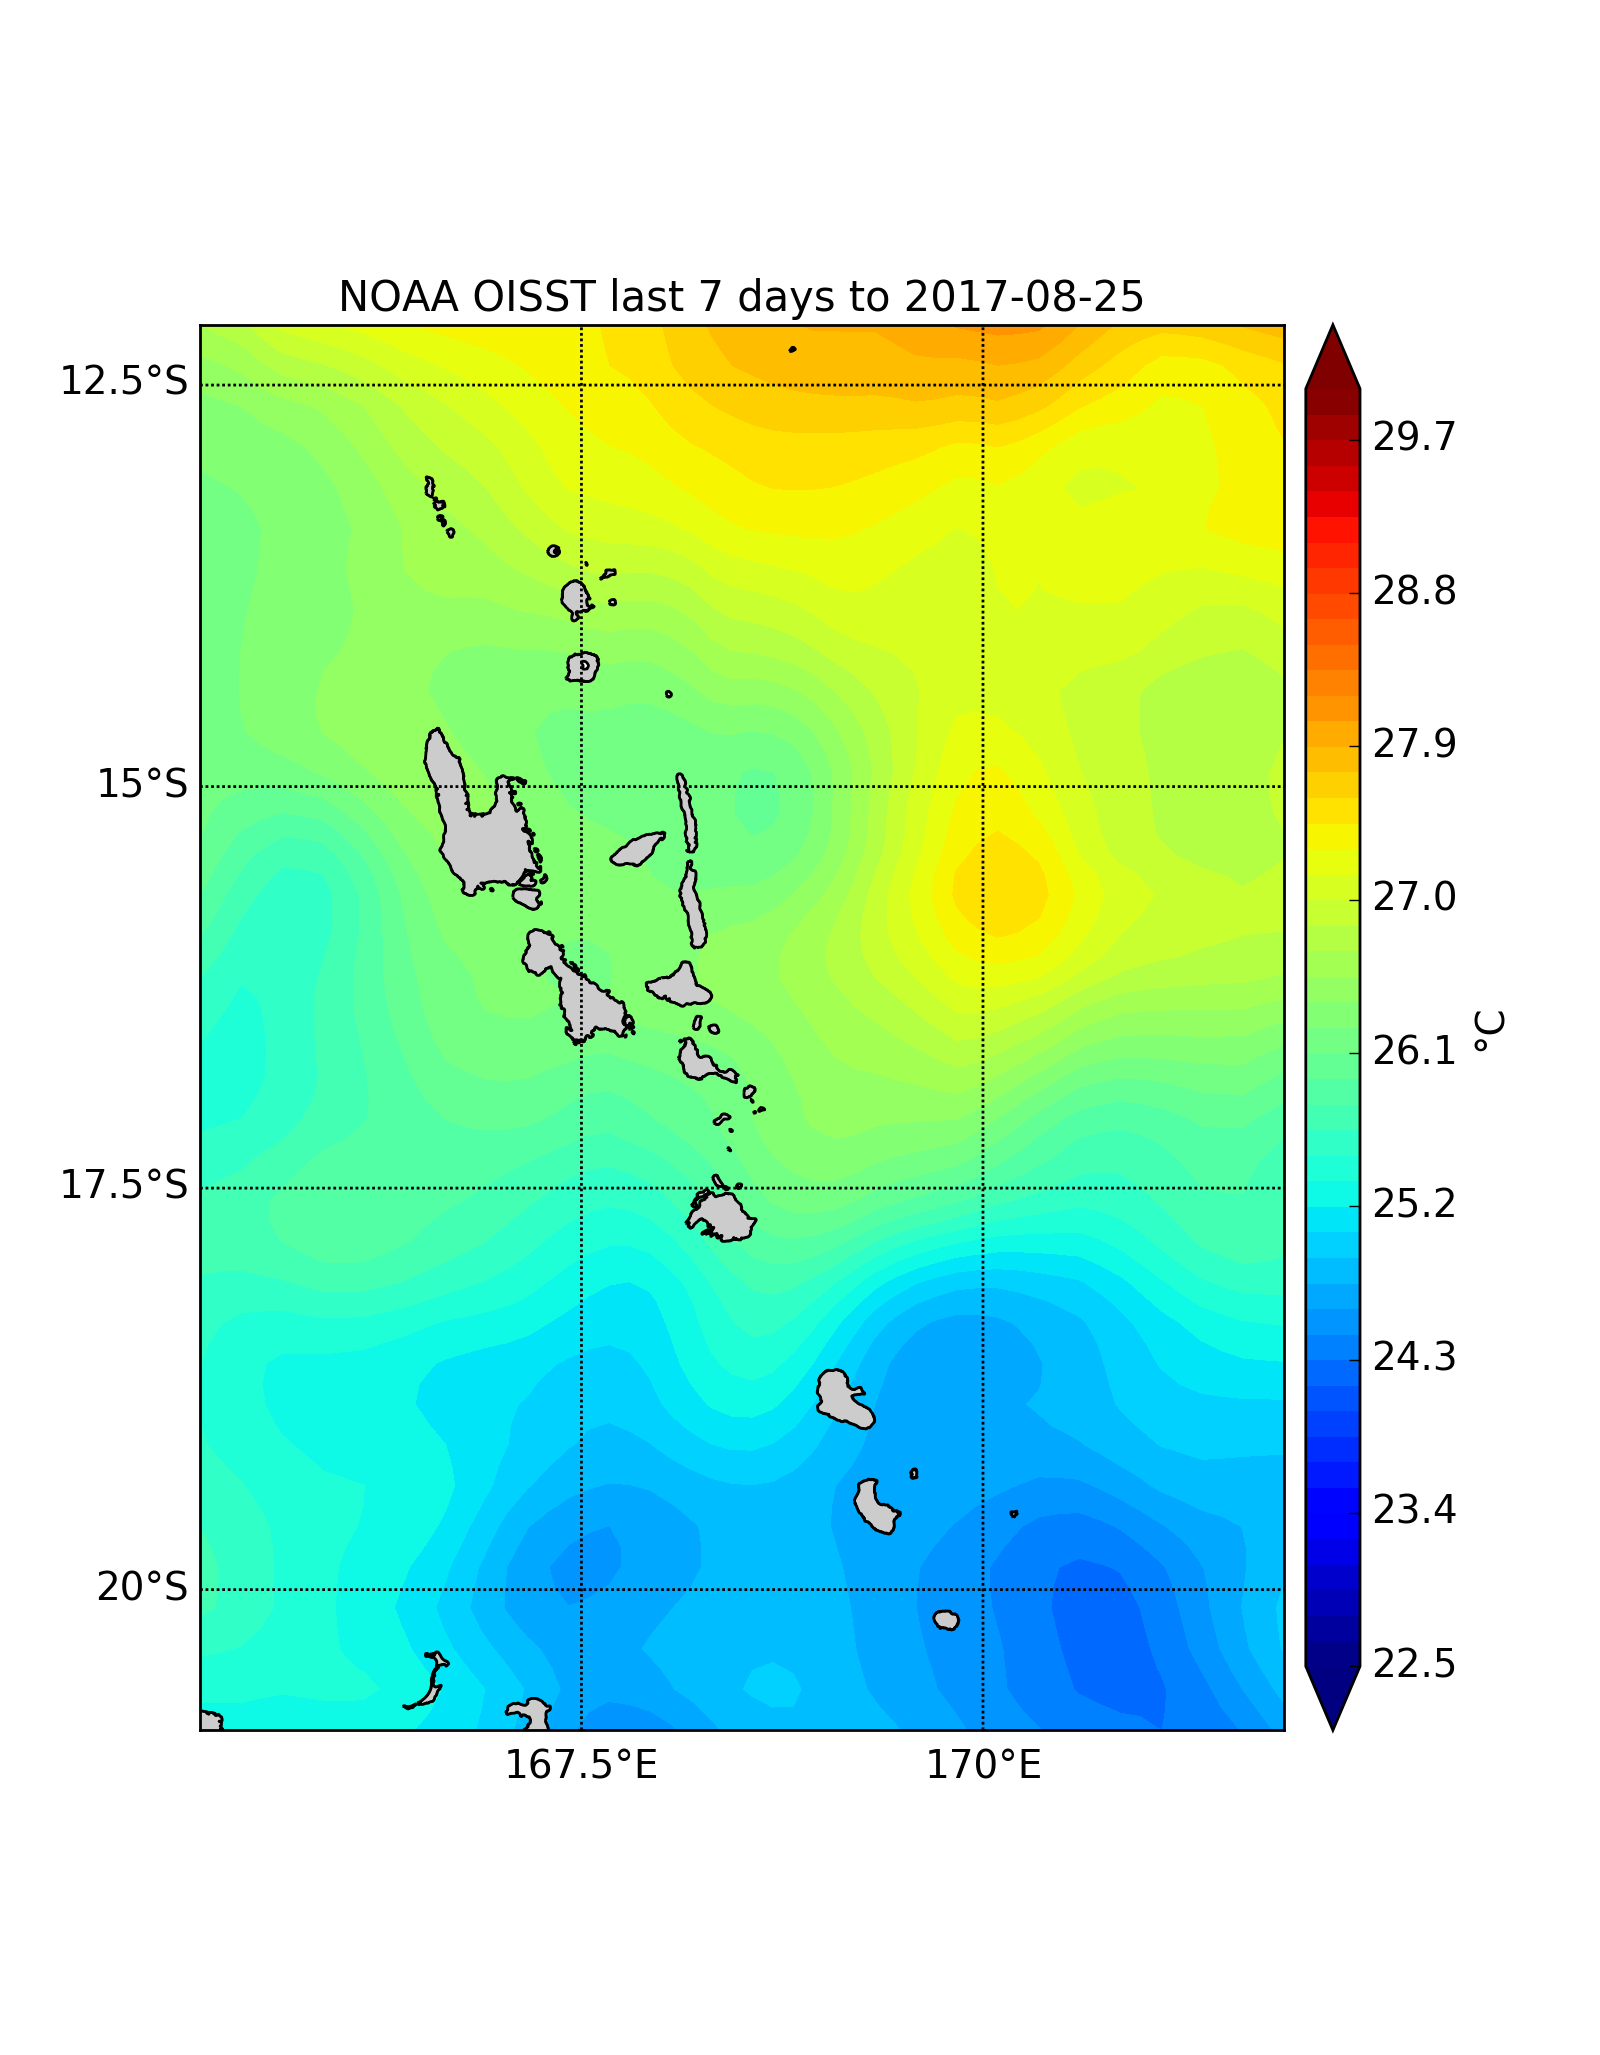 NOAA OISST last 7 days to 2017-08-25
12.5°S
15°S
17.5°S
20°S
167.5°E
170°E
29.7
28.8
27.9
27.0
26.1
25.2
24.3
23.4
22.5
°C